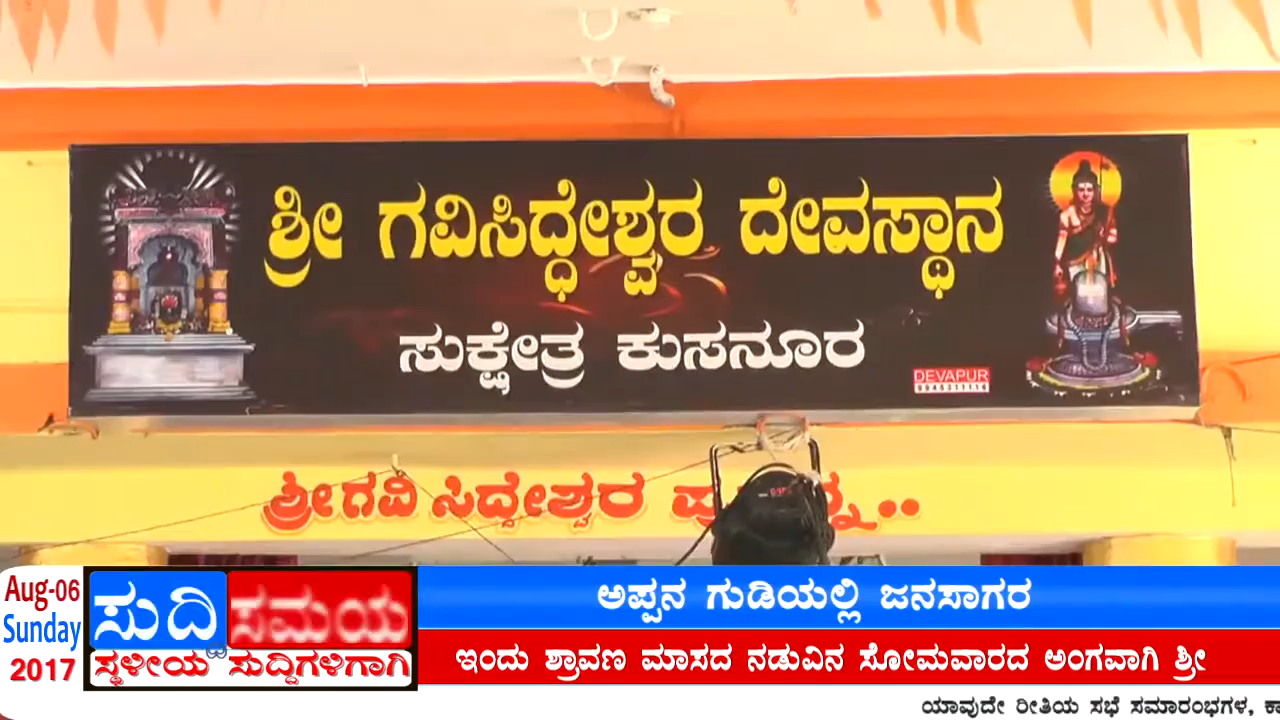 ಶ್ರೀ ಗವಿಸಿದ್ಧೇಶ್ವರ ದೇವಸ್ಥಾನ
ಸುಕ್ಷೇತ್ರ ಕುಸನೂರ
DEVAPUR
ಶ್ರೀಗವಿ ಸಿದ್ದೇಶ್ವರ
Aug-06
Sunday
2017
ಸುದ್ದಿ ಸಮಯ
ಸ್ಥಳೀಯ ಸುದ್ದಿಗಳಿಗಾಗಿ
ಅಪ್ಪನ ಗುಡಿಯಲ್ಲಿ ಜನಸಾಗರ
ಇಂದು ಶ್ರಾವಣ ಮಾಸದ ನಡುವಿನ ಸೋಮವಾರದ ಅಂಗವಾಗಿ ಶ್ರೀ
ಯಾವುದೇ ರೀತಿಯ ಸಭೆ ಸಮಾರಂಭಗಳ,